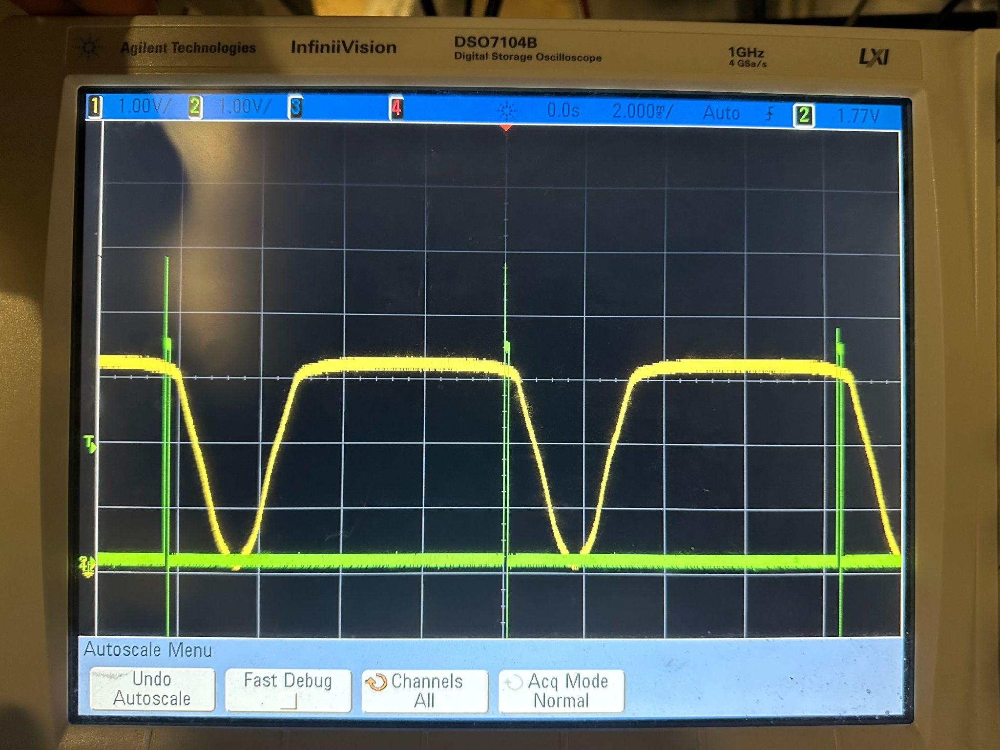 Agilent Technologies InfiniiVision DSO7104B 1GHz LXI
Digital Storage Oscilloscope 4 GSa/s
1 1.00V/ 2 1.00V/ 3 4 0.0s 2.000ms/ Auto 2 1.77V
T
Autoscale Menu
Undo Autoscale
Fast Debug
Channels All
Acq Mode Normal